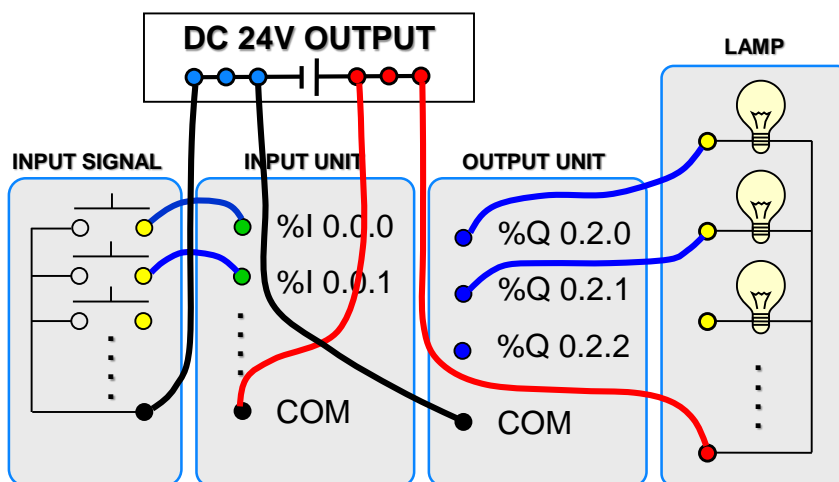 DC 24V OUTPUT
LAMP
INPUT SIGNAL
INPUT UNIT
OUTPUT UNIT
%I 0.0.0
%I 0.0.1
COM
%Q 0.2.0
%Q 0.2.1
%Q 0.2.2
COM